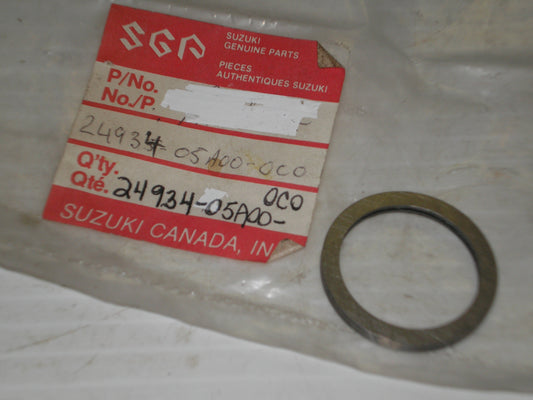 SGP
SUZUKI
GENUINE PARTS
PIECES
AUTHENTIQUES SUZUKI
P/No.
No./P.
24934 05A00-0C0
Q'ty.
Qté. 24934-05A00-
0C0
SUZUKI CANADA, IN